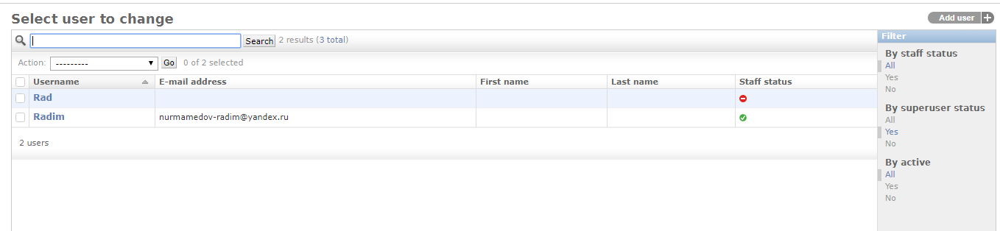 Select user to change
Add user +
Search 2 results (3 total)
Action: --------- Go 0 of 2 selected
Username E-mail address First name Last name Staff status
Rad
Radim nurmamedov-radim@yandex.ru
2 users
Filter
By staff status
All
Yes
No
By superuser status
All
Yes
No
By active
All
Yes
No